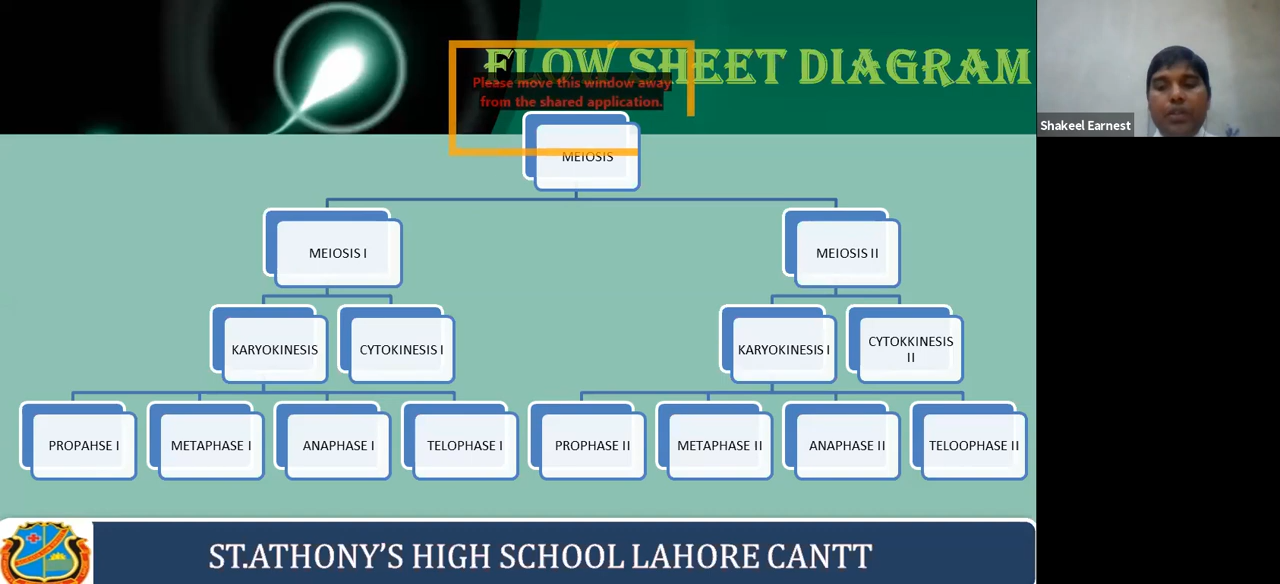 FLOW SHEET DIAGRAM
Please move this window away
from the shared application.
Shakeel Earnest
MEIOSIS
MEIOSIS I
MEIOSIS II
KARYOKINESIS
CYTOKINESIS I
KARYOKINESIS I
CYTOKKINESIS
II
PROPAHSE I
METAPHASE I
ANAPHASE I
TELOPHASE I
PROPHASE II
METAPHASE II
ANAPHASE II
TELOOPHASE II
ST.ATHONY'S HIGH SCHOOL LAHORE CANTT